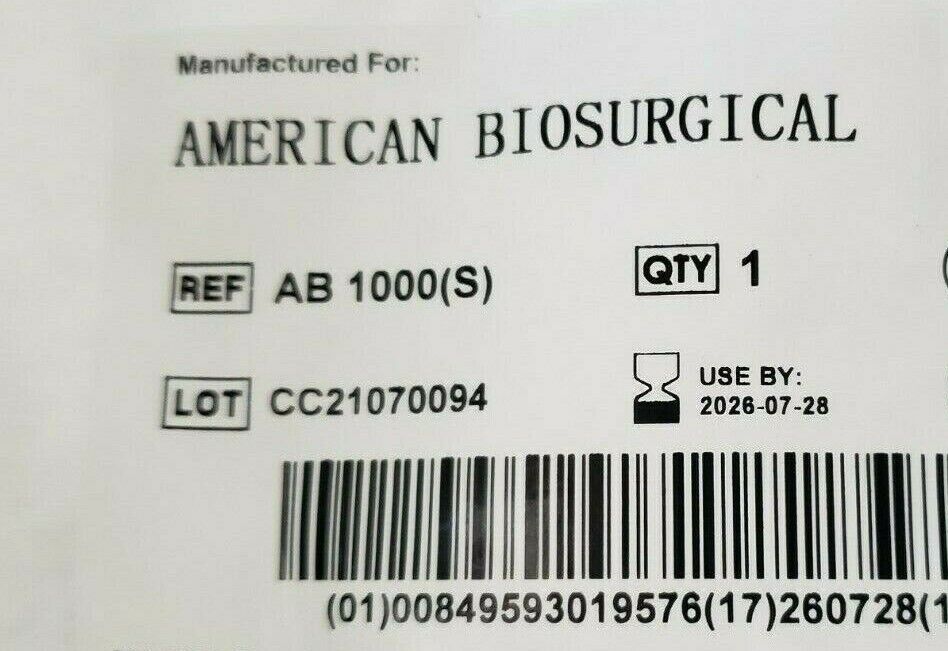 Manufactured For:
AMERICAN BIOSURGICAL
REF AB 1000(S) QTY 1
LOT CC21070094
USE BY:
2026-07-28
(01)00849593019576(17)260728(1